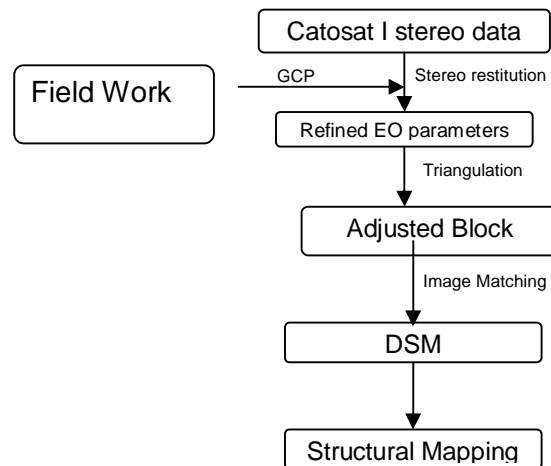 Catosat I stereo data
Field Work
GCP
Stereo restitution
Refined EO parameters
Triangulation
Adjusted Block
Image Matching
DSM
Structural Mapping